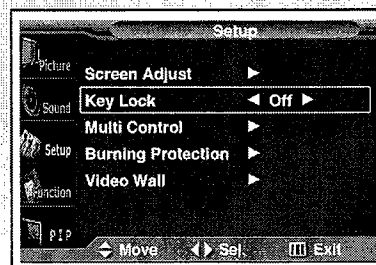 Setup
Picture
Screen Adjust ▶
Sound
Key Lock ◀ Off ▶
Multi Control ▶
Setup
Burning Protection ▶
Video Wall ▶
Function
PIP
Move Sel. Exit